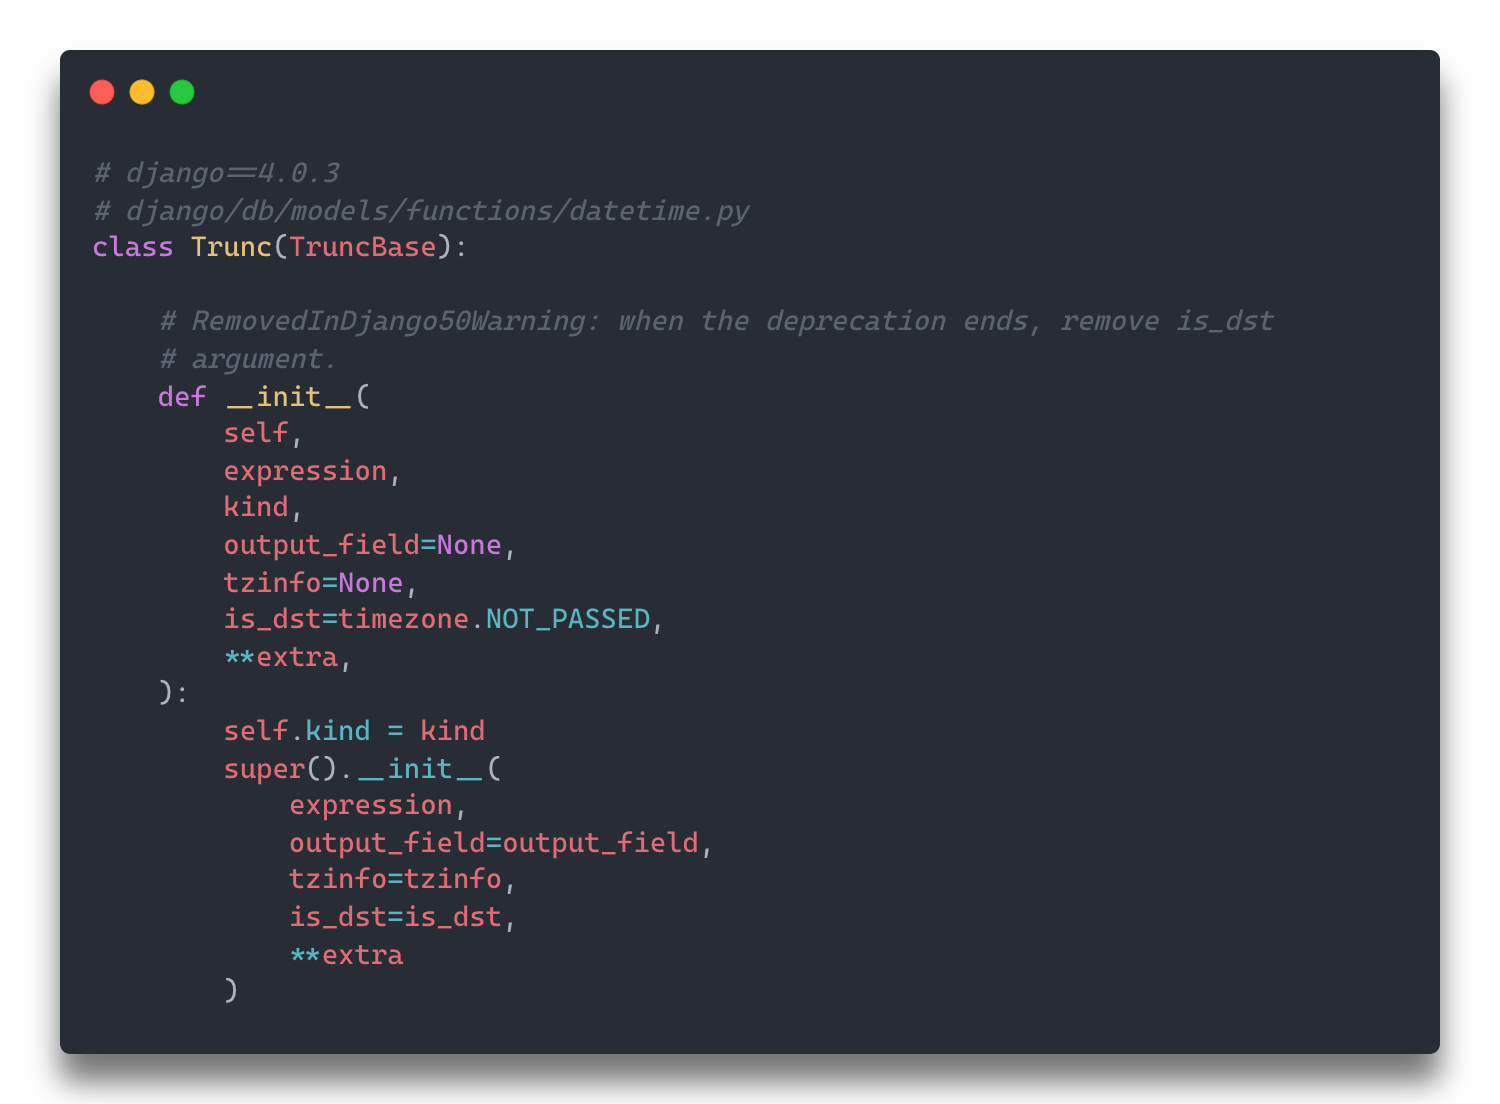 # django==4.0.3
# django/db/models/functions/datetime.py
class Trunc(TruncBase):

    # RemovedInDjango50Warning: when the deprecation ends, remove is_dst
    # argument.
    def __init__(
        self,
        expression,
        kind,
        output_field=None,
        tzinfo=None,
        is_dst=timezone.NOT_PASSED,
        **extra,
    ):
        self.kind = kind
        super().__init__(
            expression,
            output_field=output_field,
            tzinfo=tzinfo,
            is_dst=is_dst,
            **extra
        )